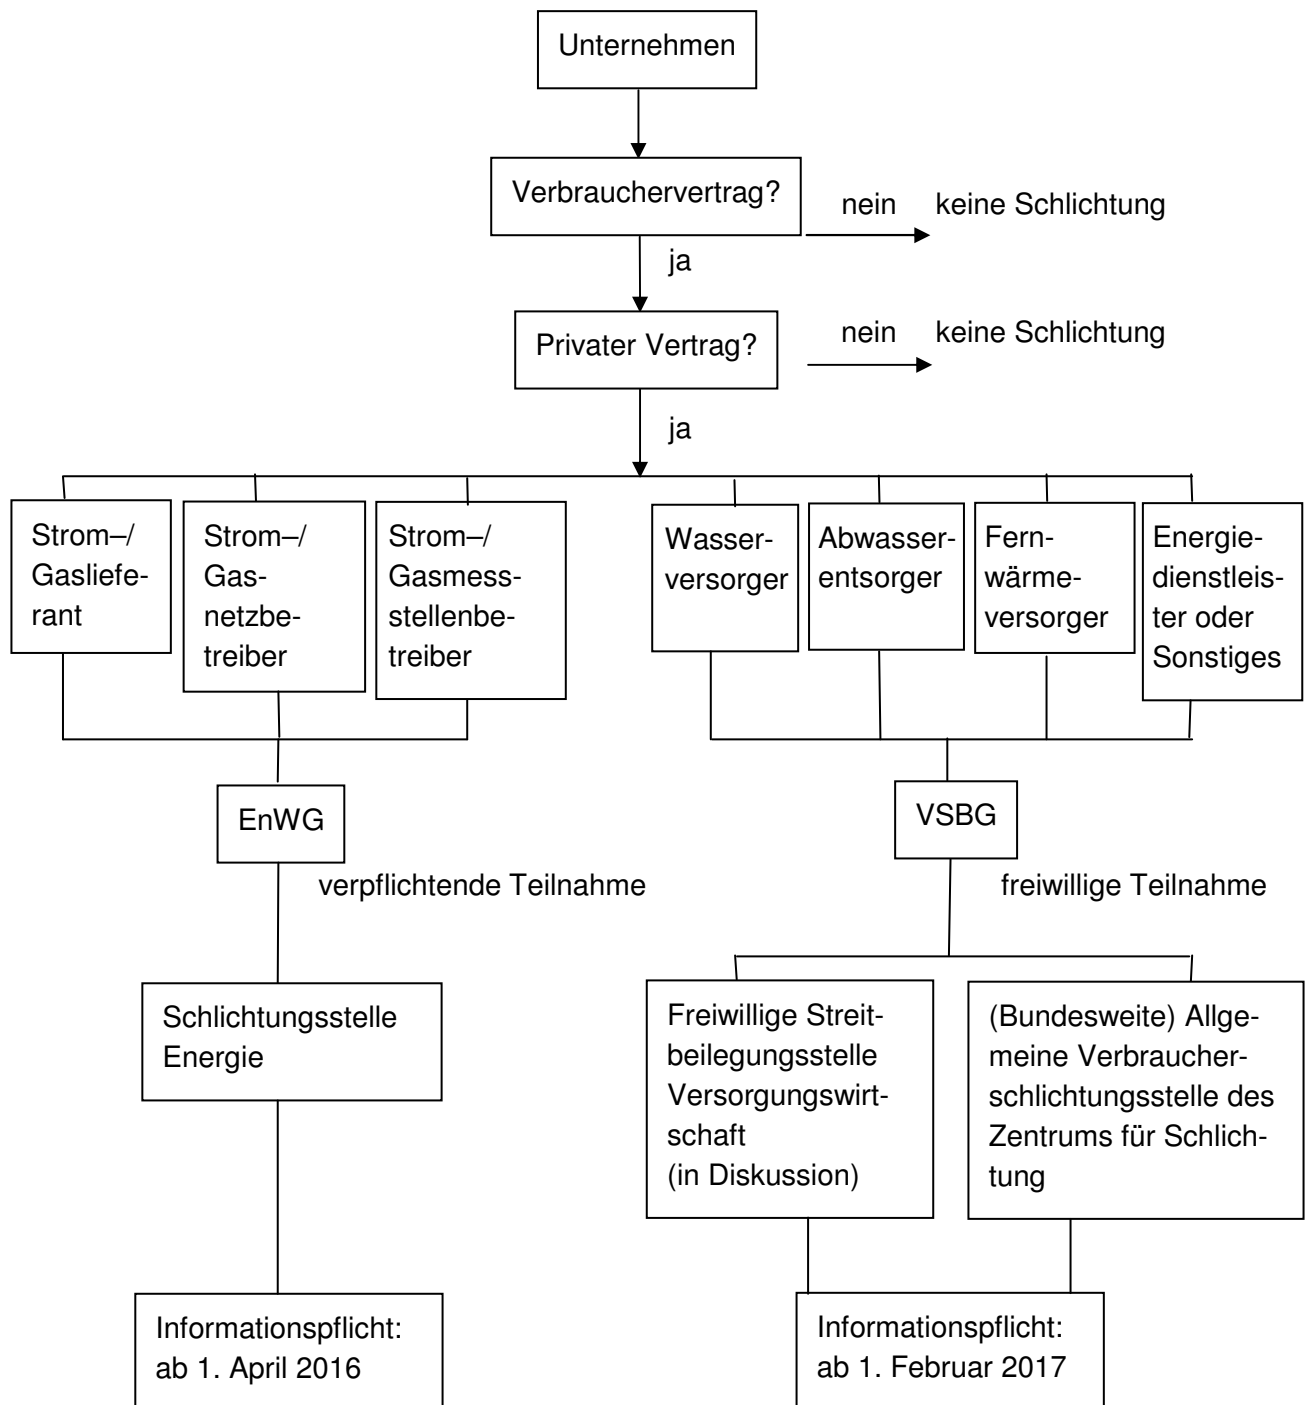 Unternehmen
Verbrauchervertrag?
nein keine Schlichtung
ja
Privater Vertrag?
nein keine Schlichtung
ja
Strom–/
Gasliefe-
rant
Strom–/
Gas-
netzbe-
treiber
Strom–/
Gasmess-
stellenbe-
treiber
Wasser-
versorger
Abwasser-
entsorger
Fern-
wärme-
versorger
Energie-
dienstleis-
ter oder
Sonstiges
EnWG
verpflichtende Teilnahme
VSBG
freiwillige Teilnahme
Schlichtungsstelle
Energie
Freiwillige Streit-
beilegungsstelle
Versorgungswirt-
schaft
(in Diskussion)
(Bundesweite) Allge-
meine Verbraucher-
schlichtungsstelle des
Zentrums für Schlich-
tung
Informationspflicht:
ab 1. April 2016
Informationspflicht:
ab 1. Februar 2017